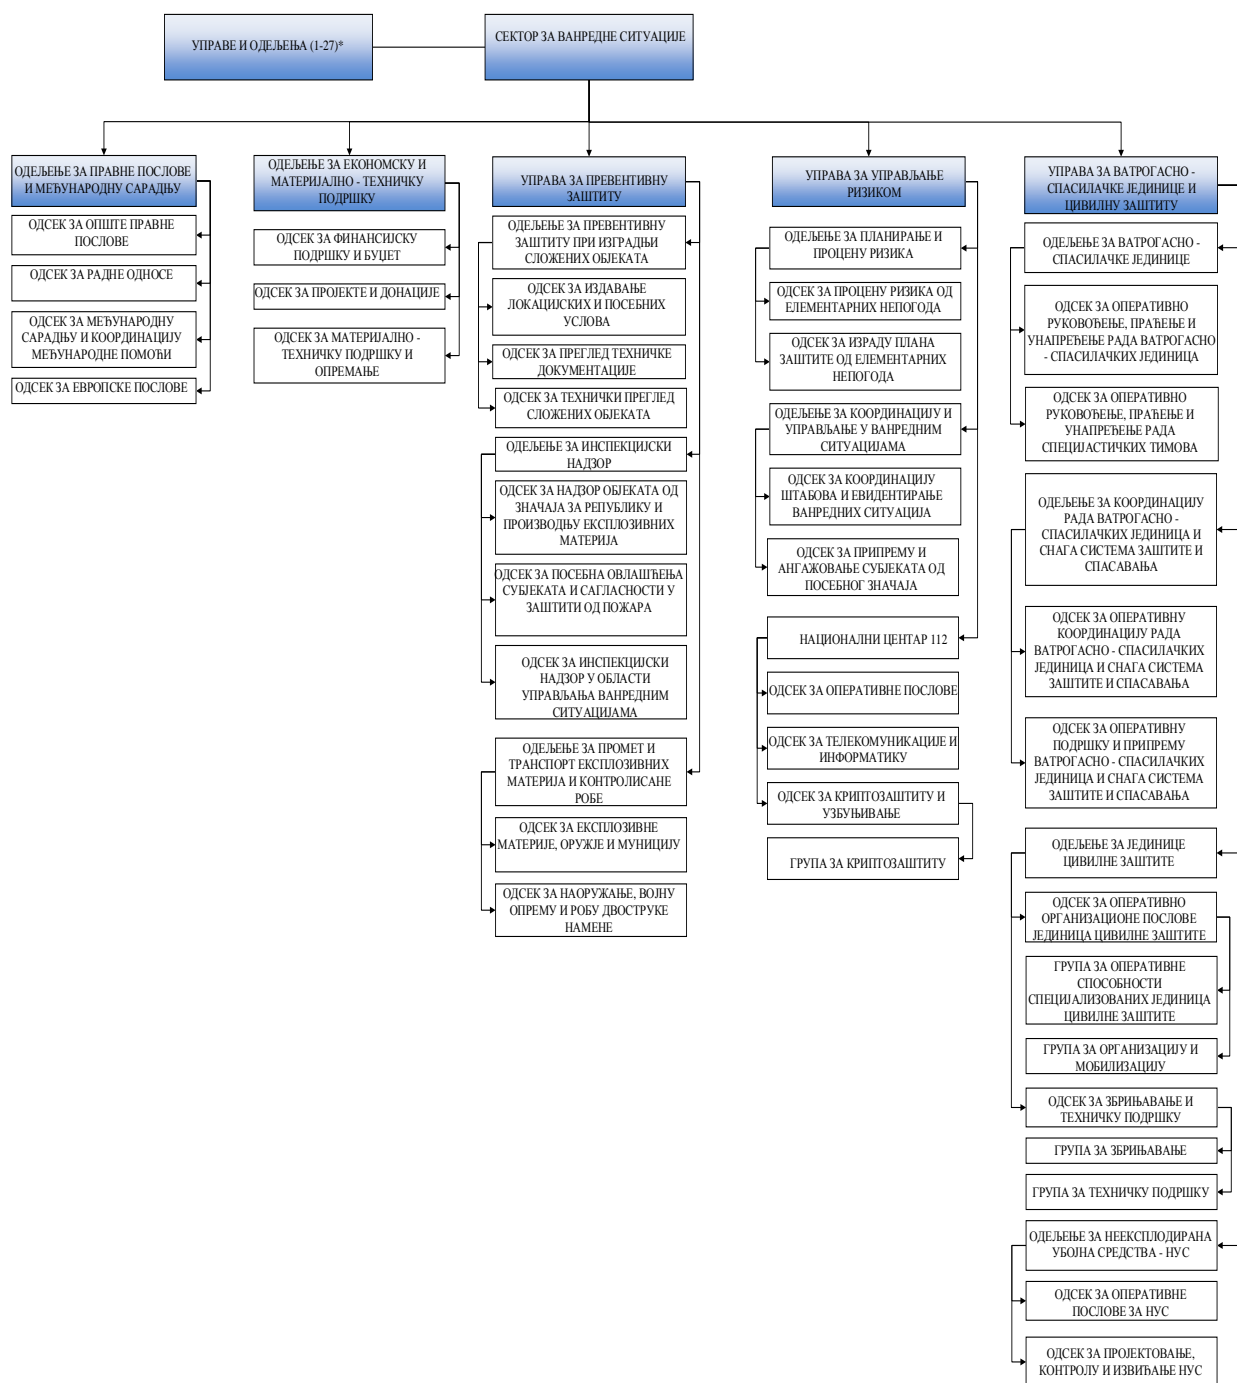 УПРАВЕ И ОДЕЉЕЊА (1-27)*
СЕКТОР ЗА ВАНРЕДНЕ СИТУАЦИЈЕ
ОДЕЉЕЊЕ ЗА ПРАВНЕ ПОСЛОВЕ
И МЕЂУНАРОДНУ САРАДЊУ
ОДСЕК ЗА ОПШТЕ ПРАВНЕ
ПОСЛОВЕ
ОДСЕК ЗА РАДНЕ ОДНОСЕ
ОДСЕК ЗА МЕЂУНАРОДНУ
САРАДЊУ И КООРДИНАЦИЈУ
МЕЂУНАРОДНЕ ПОМОЋИ
ОДСЕК ЗА ЕВРОПСКЕ ПОСЛОВЕ
ОДЕЉЕЊЕ ЗА ЕКОНОМСКУ И
МАТЕРИЈАЛНО - ТЕХНИЧКУ
ПОДРШКУ
ОДСЕК ЗА ФИНАНСИЈСКУ
ПОДРШКУ И БУЏЕТ
ОДСЕК ЗА ПРОЈЕКТЕ И ДОНАЦИЈЕ
ОДСЕК ЗА МАТЕРИЈАЛНО -
ТЕХНИЧКУ ПОДРШКУ И
ОПРЕМАЊЕ
УПРАВА ЗА ПРЕВЕНТИВНУ
ЗАШТИТУ
ОДЕЉЕЊЕ ЗА ПРЕВЕНТИВНУ
ЗАШТИТУ ПРИ ИЗГРАДЊИ
СЛОЖЕНИХ ОБЈЕКАТА
ОДСЕК ЗА ИЗДАВАЊЕ
ЛОКАЦИЈСКИХ И ПОСЕБНИХ
УСЛОВА
ОДСЕК ЗА ПРЕГЛЕД ТЕХНИЧКЕ
ДОКУМЕНТАЦИЈЕ
ОДСЕК ЗА ТЕХНИЧКИ ПРЕГЛЕД
СЛОЖЕНИХ ОБЈЕКАТА
ОДЕЉЕЊЕ ЗА ИНСПЕКЦИЈСКИ
НАДЗОР
ОДСЕК ЗА НАДЗОР ОБЈЕКАТА ОД
ЗНАЧАЈА ЗА РЕПУБЛИКУ И
ПРОИЗВОДЊУ ЕКСПЛОЗИВНИХ
МАТЕРИЈА
ОДСЕК ЗА ПОСЕБНА ОВЛАШЋЕЊА
СУБЈЕКАТА И САГЛАСНОСТИ У
ЗАШТИТИ ОД ПОЖАРА
ОДСЕК ЗА ИНСПЕКЦИЈСКИ
НАДЗОР У ОБЛАСТИ
УПРАВЉАЊА ВАНРЕДНИМ
СИТУАЦИЈАМА
ОДЕЉЕЊЕ ЗА ПРОМЕТ И
ТРАНСПОРТ ЕКСПЛОЗИВНИХ
МАТЕРИЈА И КОНТРОЛИСАНЕ
РОБЕ
ОДСЕК ЗА ЕКСПЛОЗИВНЕ
МАТЕРИЈЕ, ОРУЖЈЕ И МУНИЦИЈУ
ОДСЕК ЗА НАОРУЖАЊЕ, ВОЈНУ
ОПРЕМУ И РОБУ ДВОСТРУКЕ
НАМЕНЕ
УПРАВА ЗА УПРАВЉАЊЕ
РИЗИКОМ
ОДЕЉЕЊЕ ЗА ПЛАНИРАЊЕ И
ПРОЦЕНУ РИЗИКА
ОДСЕК ЗА ПРОЦЕНУ РИЗИКА ОД
ЕЛЕМЕНТАРНИХ НЕПОГОДА
ОДСЕК ЗА ИЗРАДУ ПЛАНА
ЗАШТИТЕ ОД ЕЛЕМЕНТАРНИХ
НЕПОГОДА
ОДЕЉЕЊЕ ЗА КООРДИНАЦИЈУ И
УПРАВЉАЊЕ У ВАНРЕДНИМ
СИТУАЦИЈАМА
ОДСЕК ЗА КООРДИНАЦИЈУ
ШТАБОВА И ЕВИДЕНТИРАЊЕ
ВАНРЕДНИХ СИТУАЦИЈА
ОДСЕК ЗА ПРИПРЕМУ И
АНГАЖОВАЊЕ СУБЈЕКАТА ОД
ПОСЕБНОГ ЗНАЧАЈА
НАЦИОНАЛНИ ЦЕНТАР 112
ОДСЕК ЗА ОПЕРАТИВНЕ ПОСЛОВЕ
ОДСЕК ЗА ТЕЛЕКОМУНИКАЦИЈЕ И
ИНФОРМАТИКУ
ОДСЕК ЗА КРИПТОЗАШТИТУ И
УЗБУЊИВАЊЕ
ГРУПА ЗА КРИПТОЗАШТИТУ
УПРАВА ЗА ВАТРОГАСНО -
СПАСИЛАЧКЕ ЈЕДИНИЦЕ И
ЦИВИЛНУ ЗАШТИТУ
ОДЕЉЕЊЕ ЗА ВАТРОГАСНО -
СПАСИЛАЧКЕ ЈЕДИНИЦЕ
ОДСЕК ЗА ОПЕРАТИВНО
РУКОВОЂЕЊЕ, ПРАЋЕЊЕ И
УНАПРЕЂЕЊЕ РАДА ВАТРОГАСНО
- СПАСИЛАЧКИХ ЈЕДИНИЦА
ОДСЕК ЗА ОПЕРАТИВНО
РУКОВОЂЕЊЕ, ПРАЋЕЊЕ И
УНАПРЕЂЕЊЕ РАДА
СПЕЦИЈАСТИЧКИХ ТИМОВА
ОДЕЉЕЊЕ ЗА КООРДИНАЦИЈУ
РАДА ВАТРОГАСНО -
СПАСИЛАЧКИХ ЈЕДИНИЦА И
СНАГА СИСТЕМА ЗАШТИТЕ И
СПАСАВАЊА
ОДСЕК ЗА ОПЕРАТИВНУ
КООРДИНАЦИЈУ РАДА
ВАТРОГАСНО - СПАСИЛАЧКИХ
ЈЕДИНИЦА И СНАГА СИСТЕМА
ЗАШТИТЕ И СПАСАВАЊА
ОДСЕК ЗА ОПЕРАТИВНУ
ПОДРШКУ И ПРИПРЕМУ
ВАТРОГАСНО - СПАСИЛАЧКИХ
ЈЕДИНИЦА И СНАГА СИСТЕМА
ЗАШТИТЕ И СПАСАВАЊА
ОДЕЉЕЊЕ ЗА ЈЕДИНИЦЕ
ЦИВИЛНЕ ЗАШТИТЕ
ОДСЕК ЗА ОПЕРАТИВНО
ОРГАНИЗАЦИОНЕ ПОСЛОВЕ
ЈЕДИНИЦА ЦИВИЛНЕ ЗАШТИТЕ
ГРУПА ЗА ОПЕРАТИВНЕ
СПОСОБНОСТИ
СПЕЦИЈАЛИЗОВАНИХ ЈЕДИНИЦА
ЦИВИЛНЕ ЗАШТИТЕ
ГРУПА ЗА ОРГАНИЗАЦИЈУ И
МОБИЛИЗАЦИЈУ
ОДСЕК ЗА ЗБРИЊАВАЊЕ И
ТЕХНИЧКУ ПОДРШКУ
ГРУПА ЗА ЗБРИЊАВАЊЕ
ГРУПА ЗА ТЕХНИЧКУ ПОДРШКУ
ОДЕЉЕЊЕ ЗА НЕЕКСПЛОДИРАНА
УБОЈНА СРЕДСТВА - НУС
ОДСЕК ЗА ОПЕРАТИВНЕ
ПОСЛОВЕ ЗА НУС
ОДСЕК ЗА ПРОЈЕКТОВАЊЕ,
КОНТРОЛУ И ИЗВИЂАЊЕ НУС